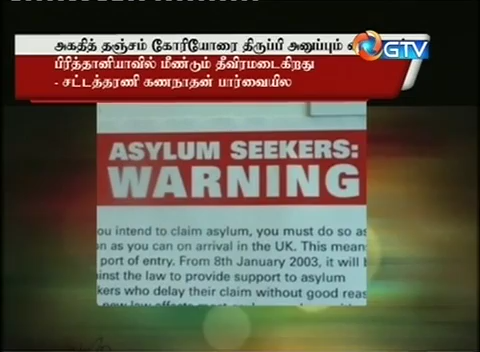 அகதித் தஞ்சம் கோரியோரை திருப்பி அனுப்பும்
GTV
பிரித்தானியாவில் மீண்டும் தீவிரமடைகிறது
- சட்டத்தரணி கணநாதன் பார்வையில
ASYLUM SEEKERS:
WARNING
ou intend to claim asylum, you must do so as
n as you can on arrival in the UK. This mean
port of entry. From 8th January 2003, it will b
inst the law to provide support to asylum
kers who delay their claim without good reas